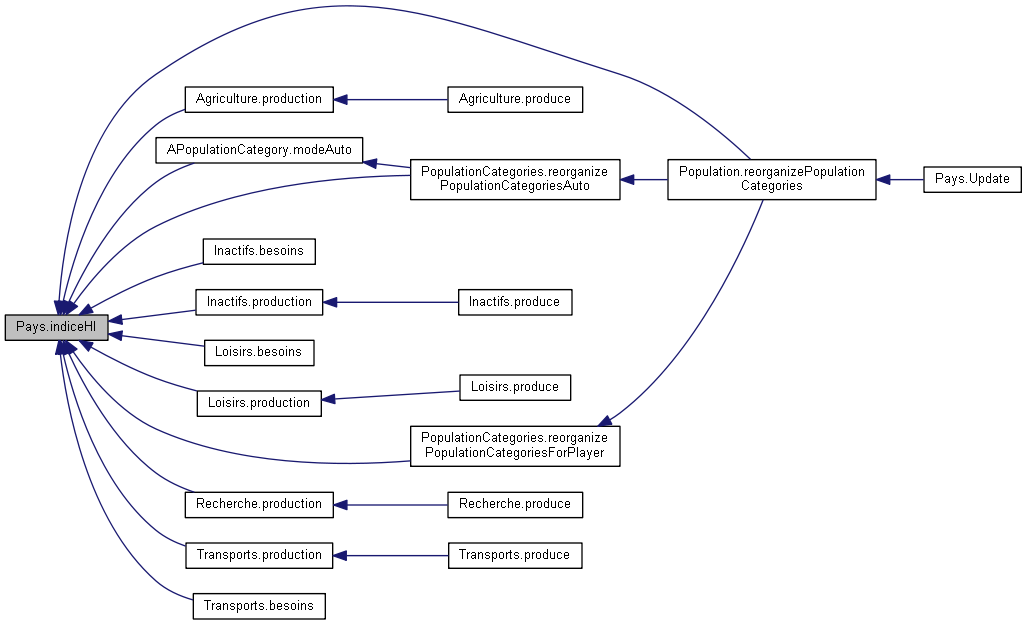 Agriculture.production
Agriculture.produce
APopulationCategory.modeAuto
PopulationCategories.reorganize
PopulationCategoriesAuto
Population.reorganizePopulation
Categories
Pays.Update
Inactifs.besoins
Inactifs.production
Inactifs.produce
Pays.indiceHI
Loisirs.besoins
Loisirs.production
Loisirs.produce
PopulationCategories.reorganize
PopulationCategoriesForPlayer
Recherche.production
Recherche.produce
Transports.production
Transports.produce
Transports.besoins